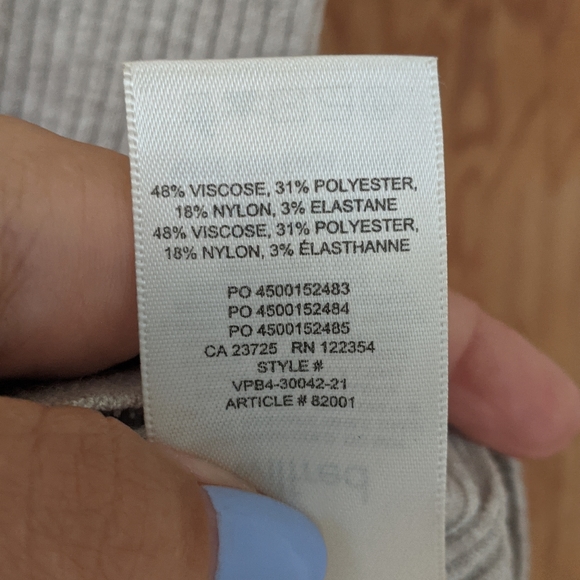 48% VISCOSE, 31% POLYESTER,
18% NYLON, 3% ELASTANE
48% VISCOSE, 31% POLYESTER,
18% NYLON, 3% ÉLASTHANNE
PO 4500152483
PO 4500152484
PO 4500152485
CA 23725 RN 122354
STYLE #
VPB4-30042-21
ARTICLE # 82001